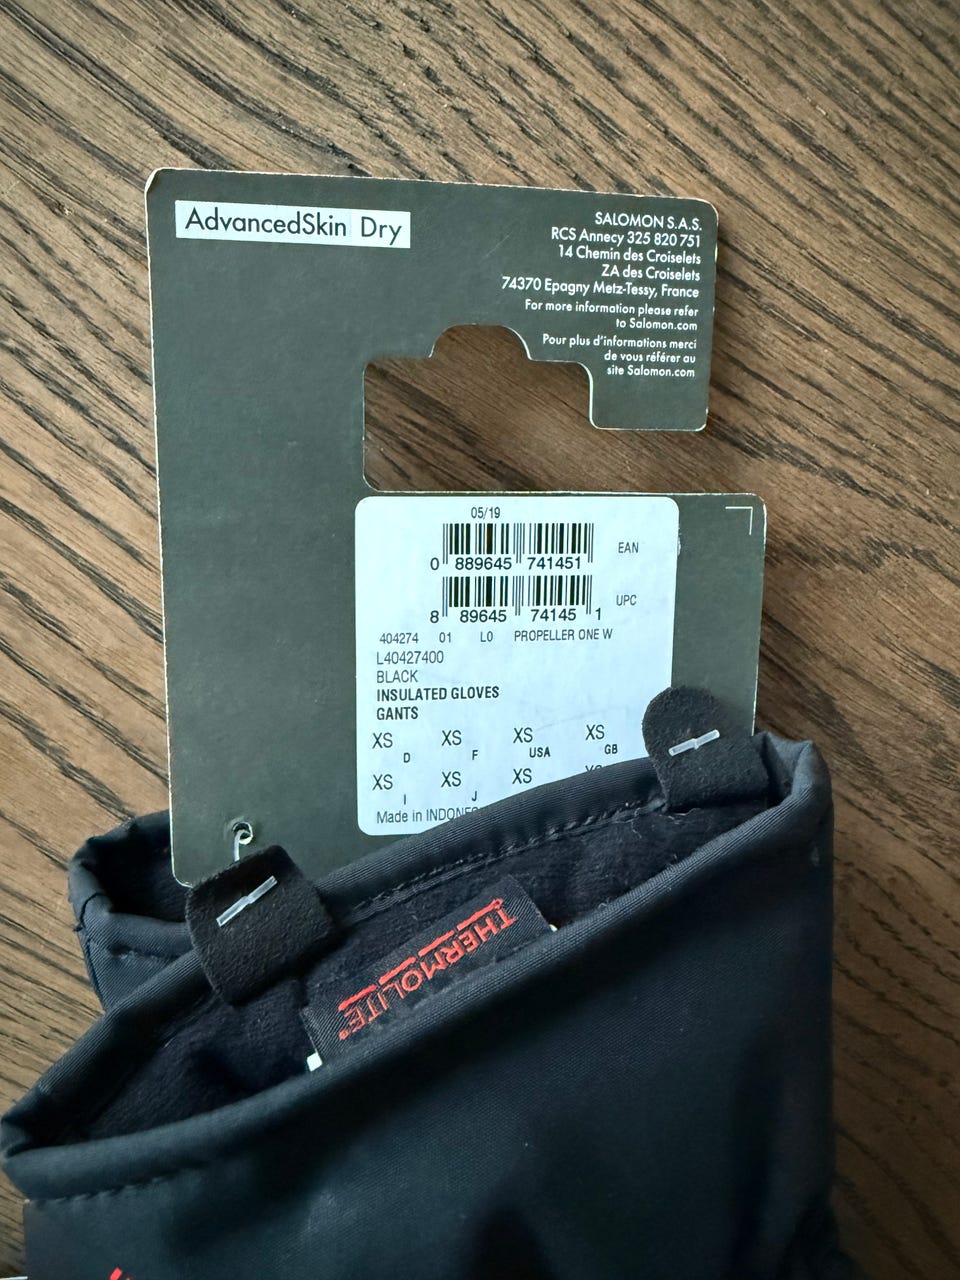 AdvancedSkin Dry
SALOMON S.A.S.
RCS Annecy 325 820 751
14 Chemin des Croiselets
ZA des Croiselets
74370 Epagny Metz-Tessy, France
For more information please refer
to Salomon.com
Pour plus d'informations merci
de vous référer au
site Salomon.com
05/19
EAN
0 889645 741451
UPC
8 89645 74145 1
404274 01 L0 PROPELLER ONE W
L40427400
BLACK
INSULATED GLOVES
GANTS
XS XS XS XS
D F USA GB
XS XS XS
I J
Made in
THERMOLITE®